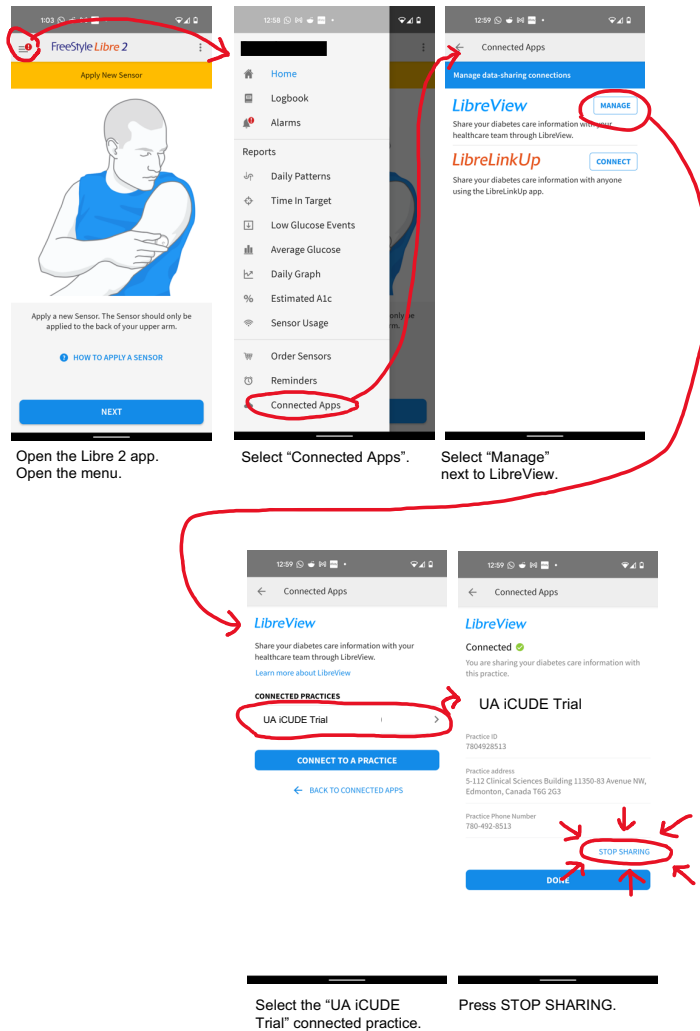 1:03
FreeStyle Libre 2
Apply New Sensor
Apply a new Sensor. The Sensor should only be
applied to the back of your upper arm.
HOW TO APPLY A SENSOR
NEXT
Open the Libre 2 app.
Open the menu.
12:58
Home
Logbook
Alarms
Reports
Daily Patterns
Time In Target
Low Glucose Events
Average Glucose
Daily Graph
% Estimated A1c
Sensor Usage
Order Sensors
Reminders
Connected Apps
only be
rm.
Select “Connected Apps”.
12:59
Connected Apps
Manage data-sharing connections
LibreView
MANAGE
Share your diabetes care information with your
healthcare team through LibreView.
LibreLinkUp
CONNECT
Share your diabetes care information with anyone
using the LibreLinkUp app.
Select “Manage”
next to LibreView.
12:59
Connected Apps
LibreView
Share your diabetes care information with your
healthcare team through LibreView.
Learn more about LibreView
CONNECTED PRACTICES
UA iCUDE Trial
CONNECT TO A PRACTICE
BACK TO CONNECTED APPS
Select the “UA iCUDE
Trial” connected practice.
12:59
Connected Apps
LibreView
Connected
You are sharing your diabetes care information with
this practice.
UA iCUDE Trial
Practice ID
7804928513
Practice address
5-112 Clinical Sciences Building 11350-83 Avenue NW,
Edmonton, Canada T6G 2G3
Practice Phone Number
780-492-8513
STOP SHARING
DONE
Press STOP SHARING.